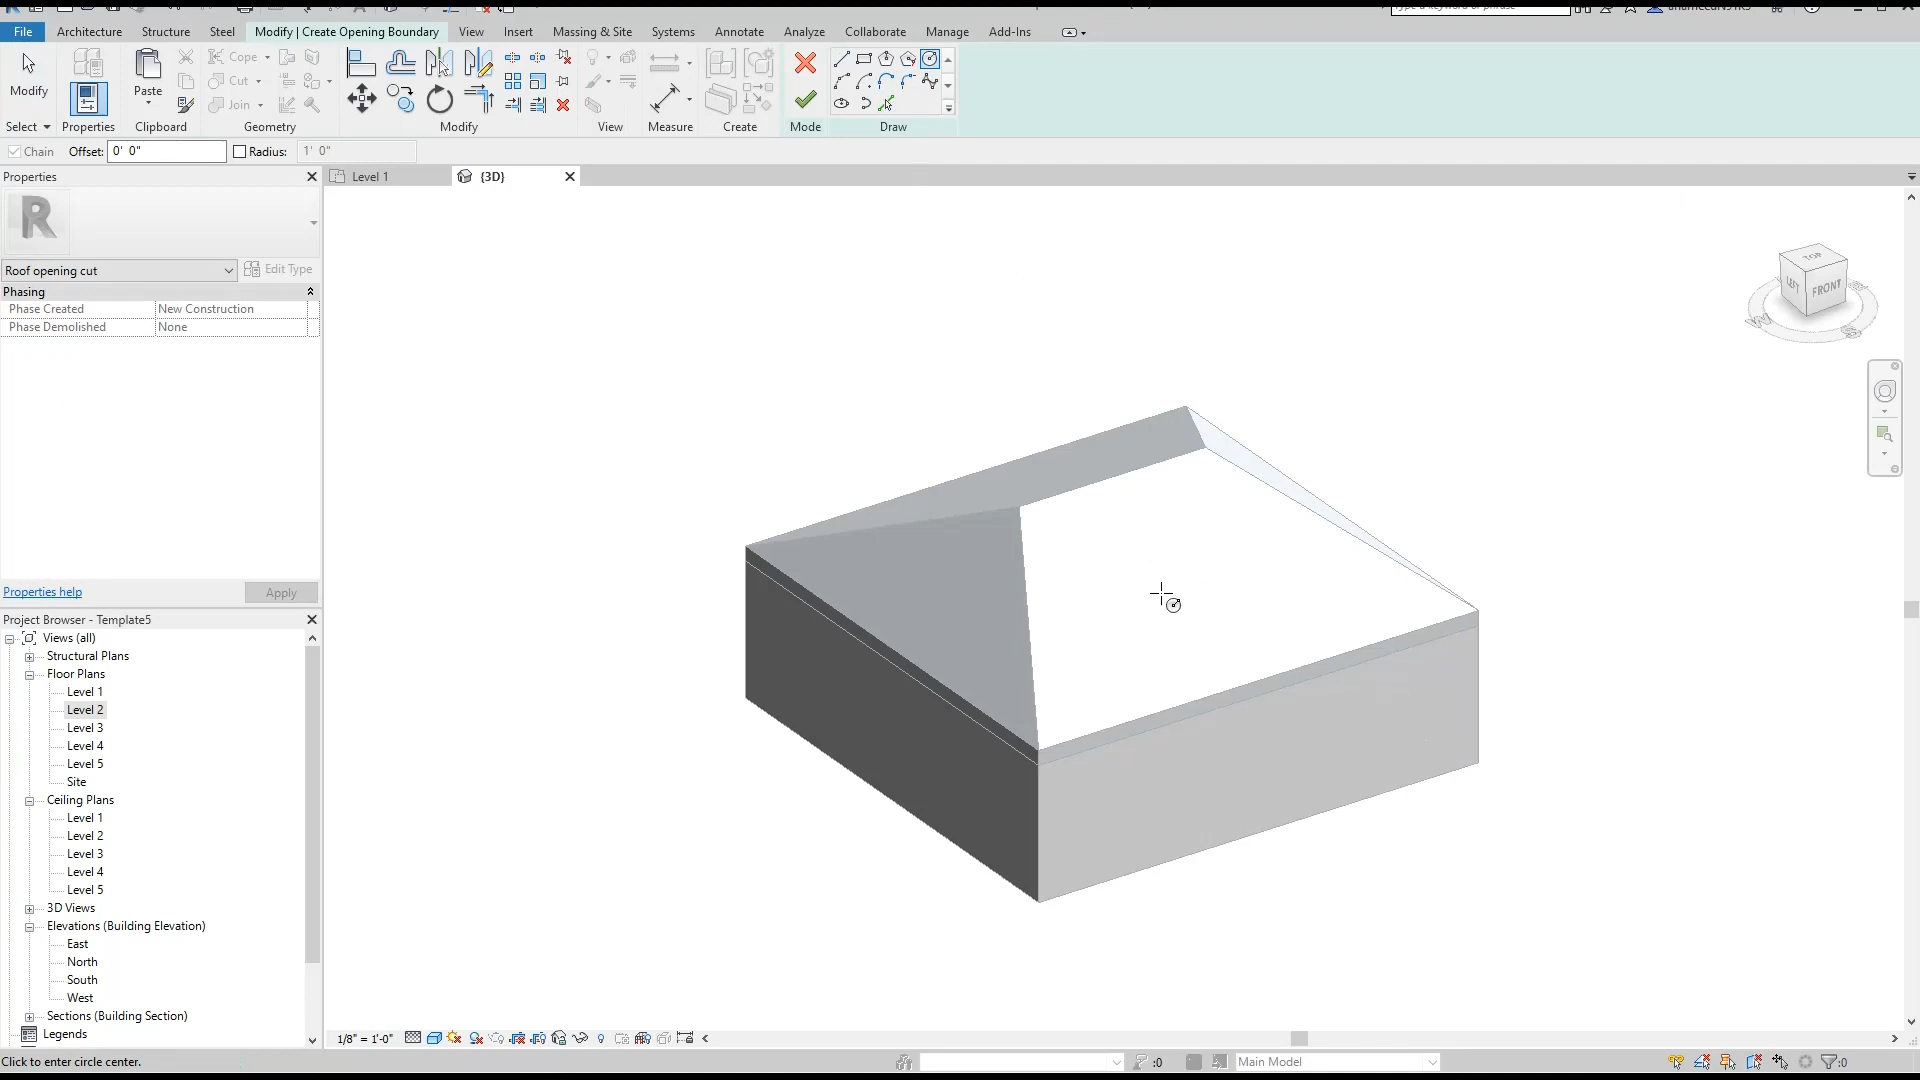 File Architecture Structure Steel Modify | Create Opening Boundary View Insert Massing & Site Systems Annotate Analyze Collaborate Manage Add-Ins
Modify
Paste
Cope
Cut
Join
Select Properties Clipboard Geometry Modify View Measure Create Mode Draw
Chain Offset: 0' 0" Radius: 1' 0"
Properties
Level 1 {3D}
R
Roof opening cut Edit Type
Phasing
Phase Created New Construction
Phase Demolished None
Properties help Apply
TOP
LEFT
FRONT
W
S
Project Browser - Template5
Views (all)
Structural Plans
Floor Plans
Level 1
Level 2
Level 3
Level 4
Level 5
Site
Ceiling Plans
Level 1
Level 2
Level 3
Level 4
Level 5
3D Views
Elevations (Building Elevation)
East
North
South
West
Sections (Building Section)
Legends
1/8" = 1'-0"
Click to enter circle center.
:0 Main Model :0